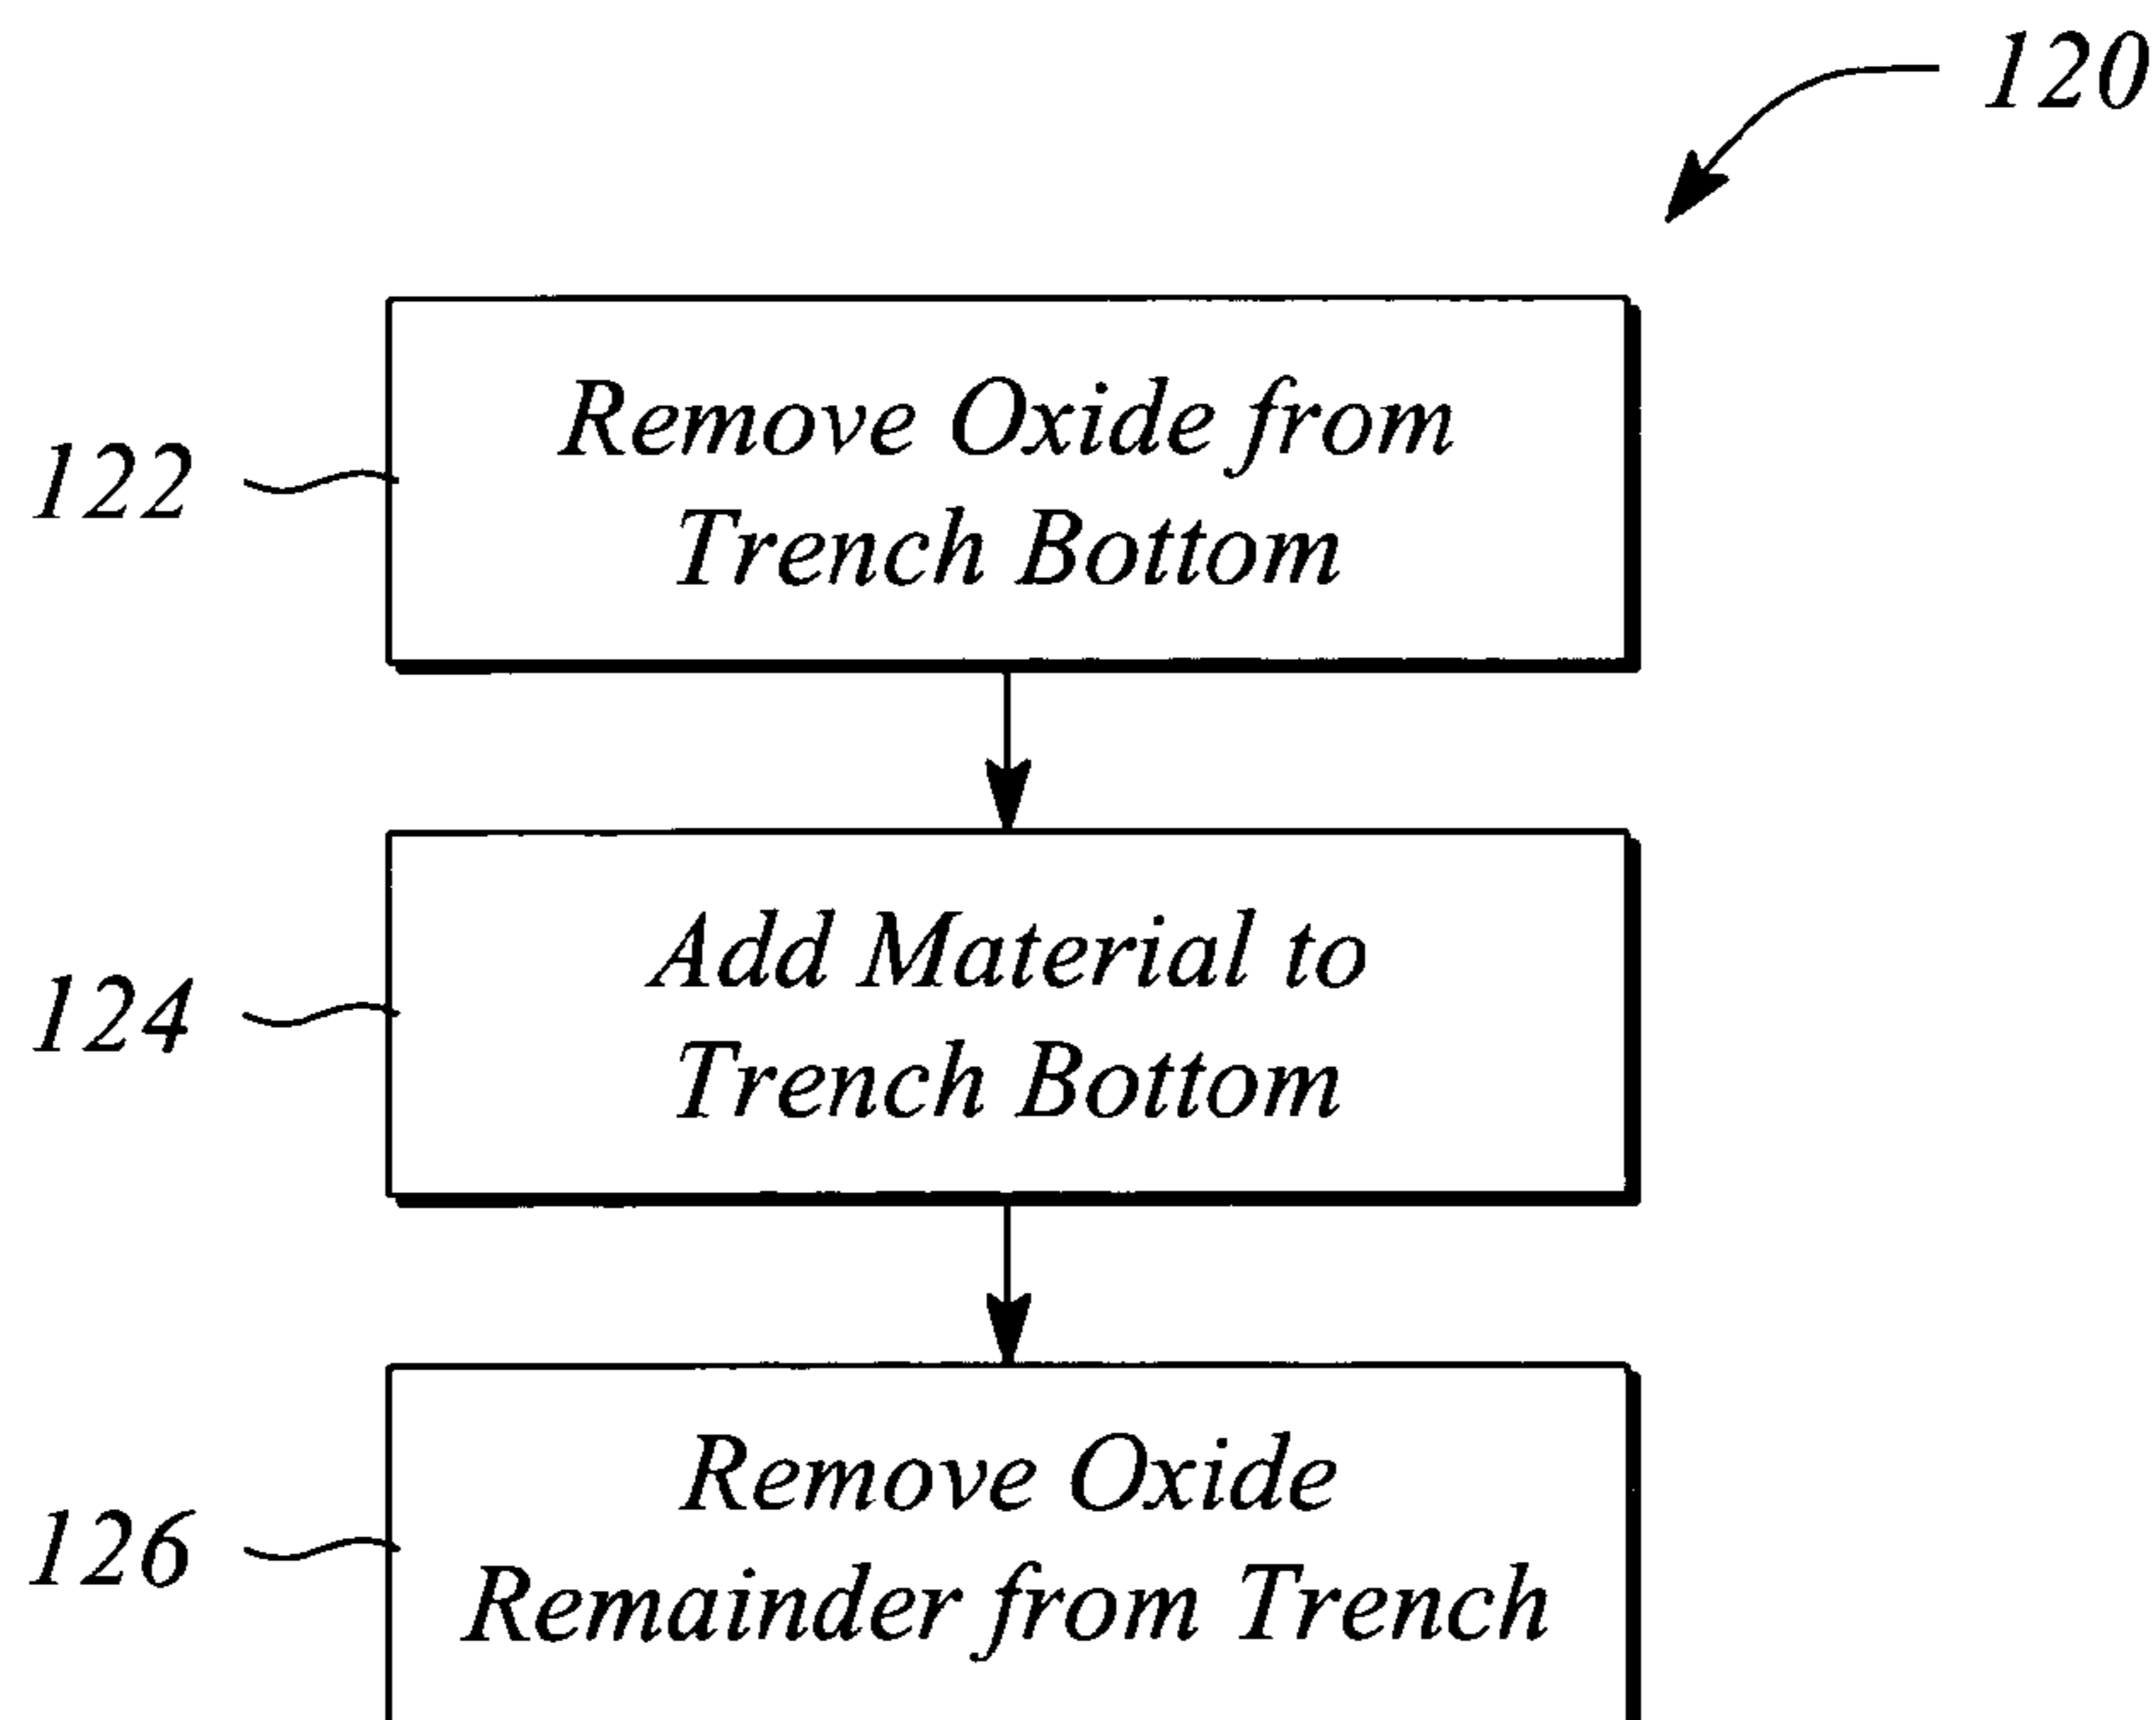 120
122
Remove Oxide from
Trench Bottom
124
Add Material to
Trench Bottom
126
Remove Oxide
Remainder from Trench